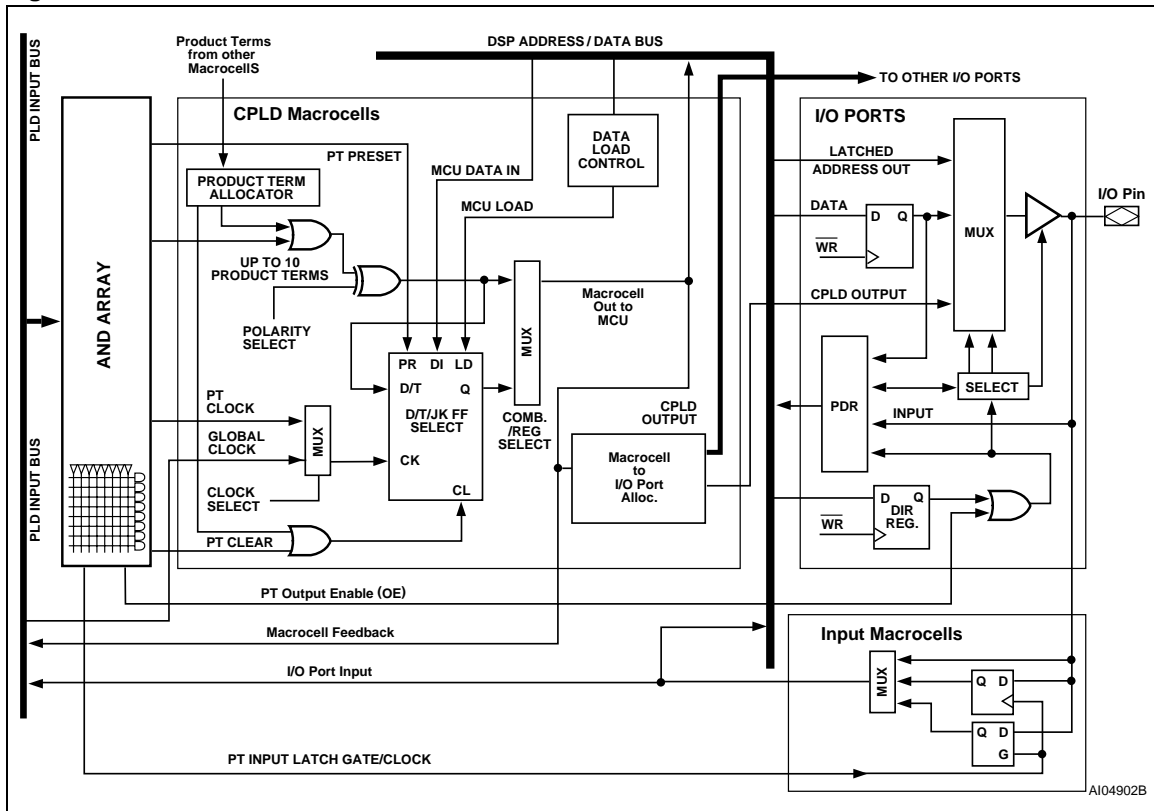 DSP ADDRESS / DATA BUS
Product Terms
from other
MacrocellS
TO OTHER I/O PORTS
PLD INPUT BUS
CPLD Macrocells
I/O PORTS
PT PRESET
PRODUCT TERM
ALLOCATOR
MCU DATA IN
DATA
LOAD
CONTROL
MCU LOAD
LATCHED
ADDRESS OUT
DATA
D Q
WR
MUX
I/O Pin
UP TO 10
PRODUCT TERMS
POLARITY
SELECT
AND ARRAY
PR DI LD
D/T Q
D/T/JK FF
SELECT
CK
CL
MUX
COMB.
/REG
SELECT
Macrocell
Out to
MCU
CPLD OUTPUT
CPLD
OUTPUT
PDR
SELECT
INPUT
PT
CLOCK
GLOBAL
CLOCK
MUX
CLOCK
SELECT
Macrocell
to
I/O Port
Alloc.
D Q
DIR
REG.
WR
PLD INPUT BUS
PT CLEAR
PT Output Enable (OE)
Macrocell Feedback
I/O Port Input
Input Macrocells
MUX
Q D
Q D
G
PT INPUT LATCH GATE/CLOCK
AI04902B